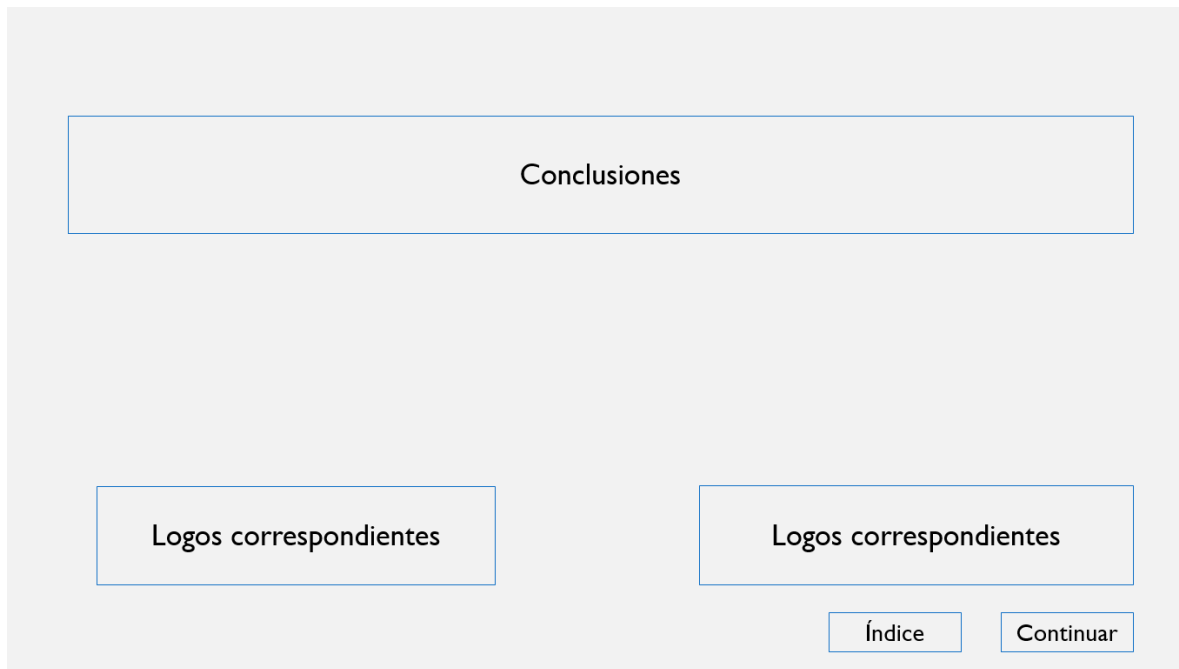 Conclusiones
Logos correspondientes
Logos correspondientes
Índice
Continuar